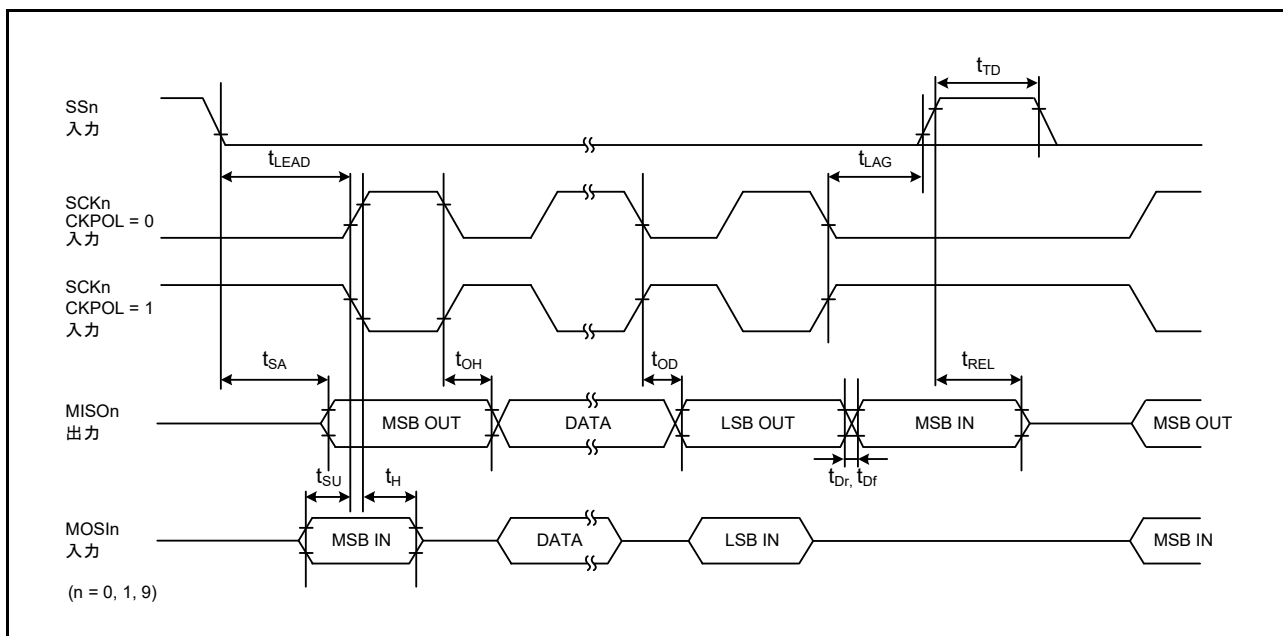 tTD
SSn
入力
tLEAD
tLAG
SCKn
CKPOL = 0
入力
SCKn
CKPOL = 1
入力
tSA
tOH
tOD
tREL
MISOn
出力
MSB OUT
DATA
LSB OUT
MSB IN
MSB OUT
tSU
tH
tDr, tDf
MOSIn
入力
MSB IN
DATA
LSB IN
MSB IN
(n = 0, 1, 9)